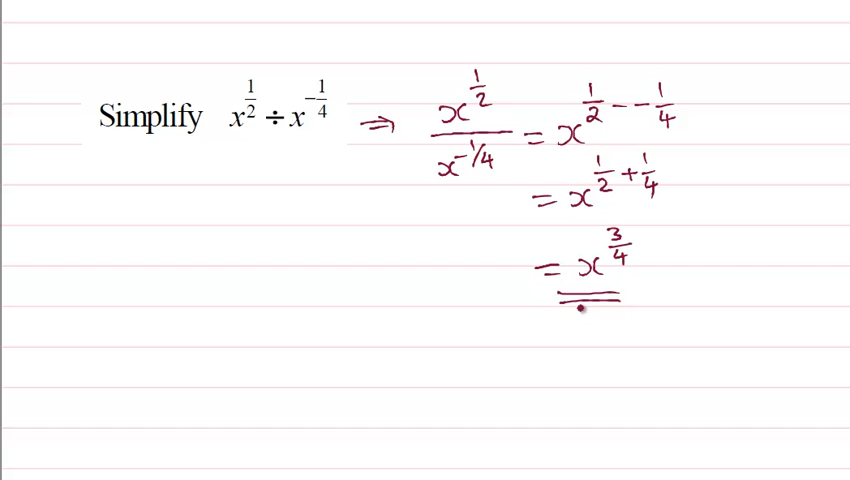 Simplify x^{1/2} ÷ x^{-1/4} ⇒ x^{1/2} / x^{-1/4} = x^{1/2 - -1/4}
= x^{1/2 + 1/4}
= x^{3/4}